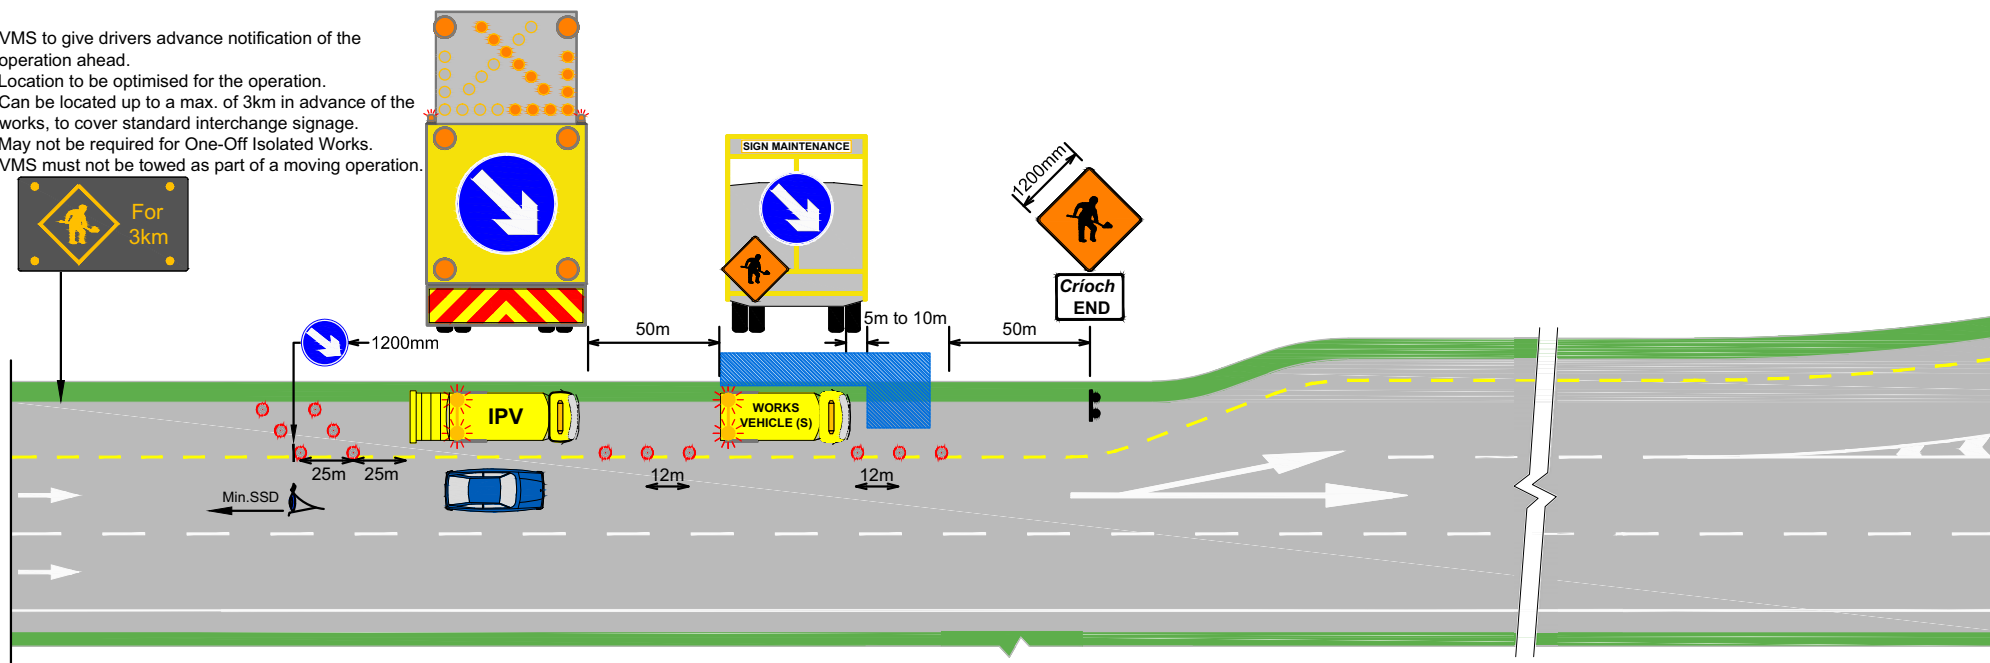 VMS to give drivers advance notification of the
operation ahead.
Location to be optimised for the operation.
Can be located up to a max. of 3km in advance of the
works, to cover standard interchange signage.
May not be required for One-Off Isolated Works.
VMS must not be towed as part of a moving operation.
For
3km
SIGN MAINTENANCE
1200mm
Críoch
END
1200mm
50m
5m to 10m
50m
IPV
WORKS
VEHICLE (S)
25m
25m
12m
12m
Min.SSD